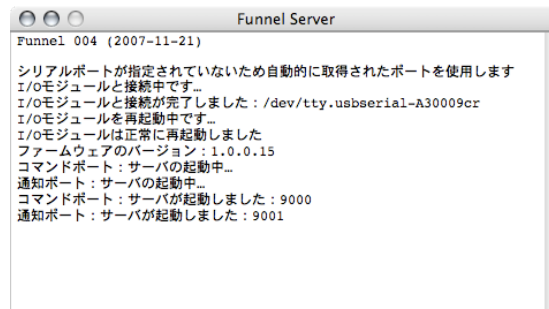 Funnel Server
Funnel 004 (2007-11-21)
シリアルポートが指定されていないため自動的に取得されたポートを使用します
I/Oモジュールと接続中です…
I/Oモジュールと接続が完了しました：/dev/tty.usbserial-A30009cr
I/Oモジュールを再起動中です…
I/Oモジュールは正常に再起動しました
ファームウェアのバージョン：1.0.0.15
コマンドポート：サーバの起動中…
通知ポート：サーバの起動中…
コマンドポート：サーバが起動しました：9000
通知ポート：サーバが起動しました：9001